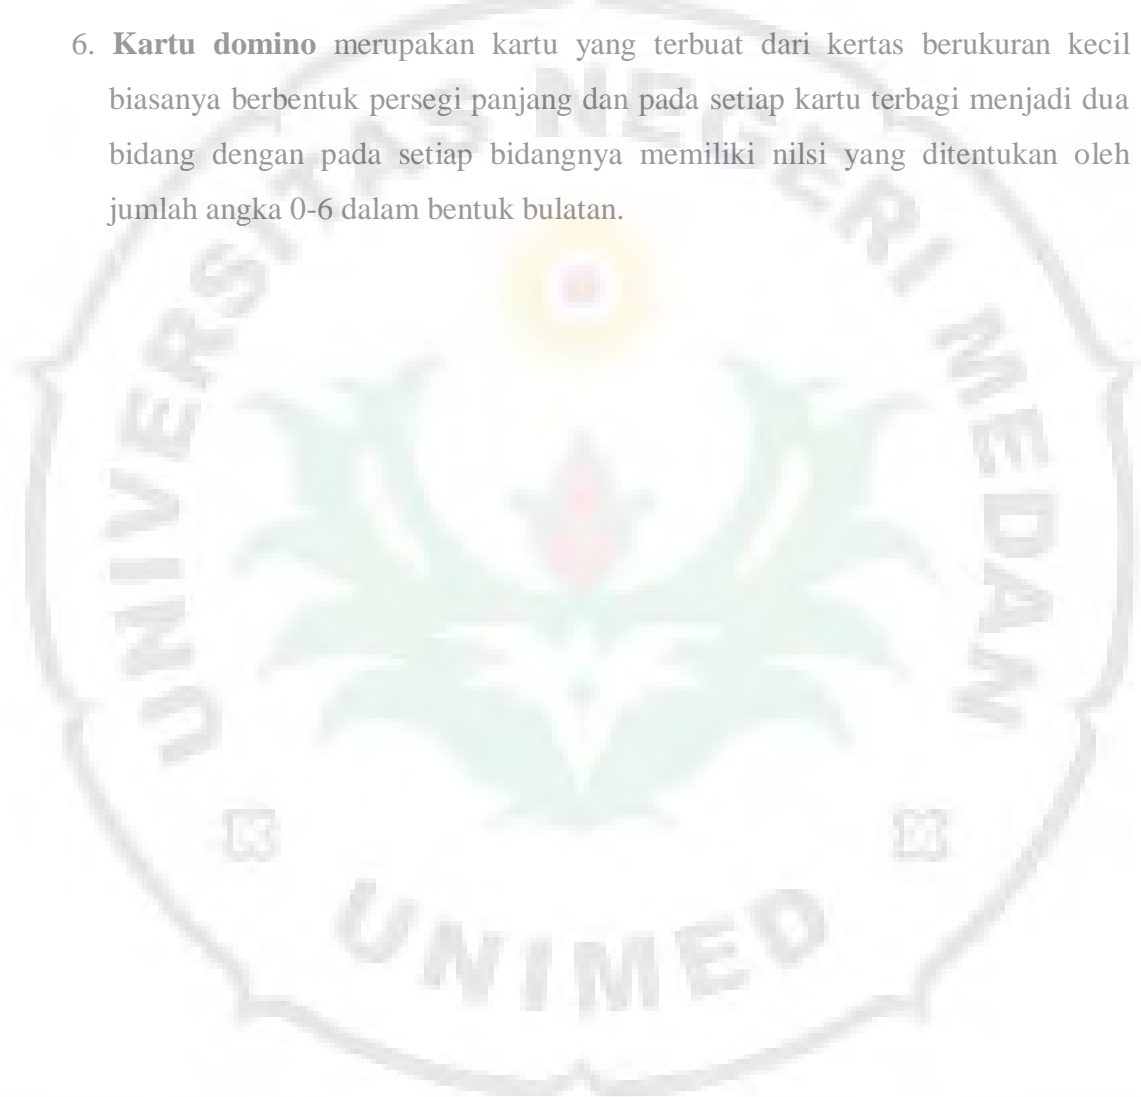 6. Kartu domino merupakan kartu yang terbuat dari kertas berukuran kecil
biasanya berbentuk persegi panjang dan pada setiap kartu terbagi menjadi dua
bidang dengan pada setiap bidangnya memiliki nilsi yang ditentukan oleh
jumlah angka 0-6 dalam bentuk bulatan.
UNIVERSITAS NEGERI MEDAN
UNIMED